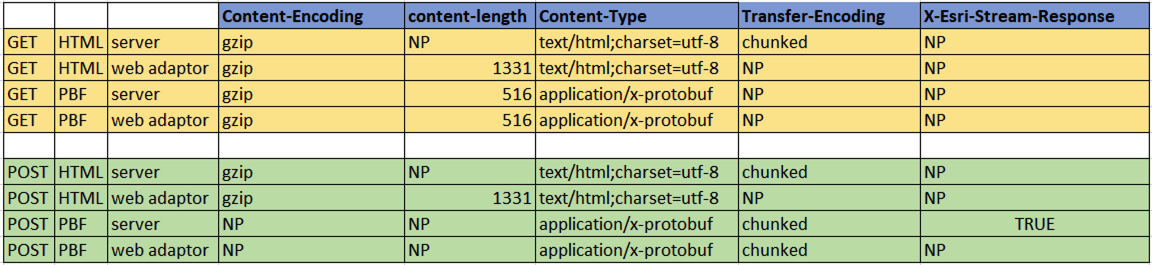 Content-Encoding content-length Content-Type Transfer-Encoding X-Esri-Stream-Response
GET HTML server gzip NP text/html;charset=utf-8 chunked NP
GET HTML web adaptor gzip 1331 text/html;charset=utf-8 NP NP
GET PBF server gzip 516 application/x-protobuf NP NP
GET PBF web adaptor gzip 516 application/x-protobuf NP NP
POST HTML server gzip NP text/html;charset=utf-8 chunked NP
POST HTML web adaptor gzip 1331 text/html;charset=utf-8 NP NP
POST PBF server NP NP application/x-protobuf chunked TRUE
POST PBF web adaptor NP NP application/x-protobuf chunked NP